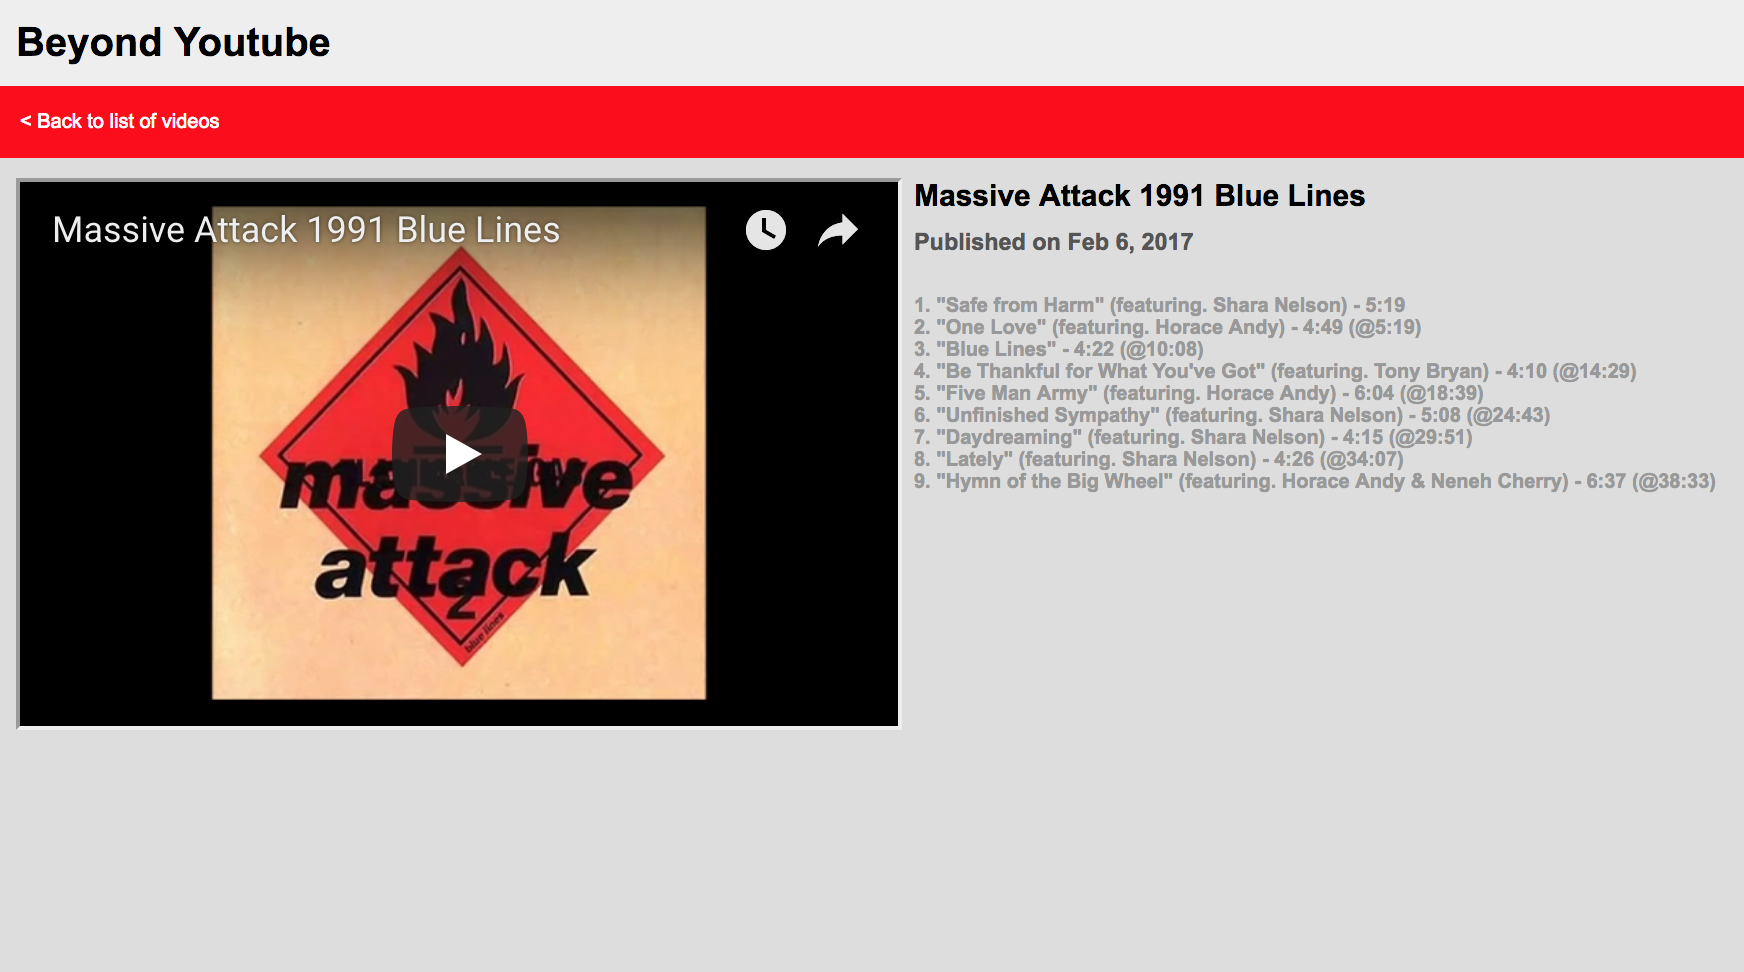 Beyond Youtube
< Back to list of videos
Massive Attack 1991 Blue Lines
massive
attack
2
blue lines
Massive Attack 1991 Blue Lines
Published on Feb 6, 2017
1. "Safe from Harm" (featuring. Shara Nelson) - 5:19
2. "One Love" (featuring. Horace Andy) - 4:49 (@5:19)
3. "Blue Lines" - 4:22 (@10:08)
4. "Be Thankful for What You've Got" (featuring. Tony Bryan) - 4:10 (@14:29)
5. "Five Man Army" (featuring. Horace Andy) - 6:04 (@18:39)
6. "Unfinished Sympathy" (featuring. Shara Nelson) - 5:08 (@24:43)
7. "Daydreaming" (featuring. Shara Nelson) - 4:15 (@29:51)
8. "Lately" (featuring. Shara Nelson) - 4:26 (@34:07)
9. "Hymn of the Big Wheel" (featuring. Horace Andy & Neneh Cherry) - 6:37 (@38:33)